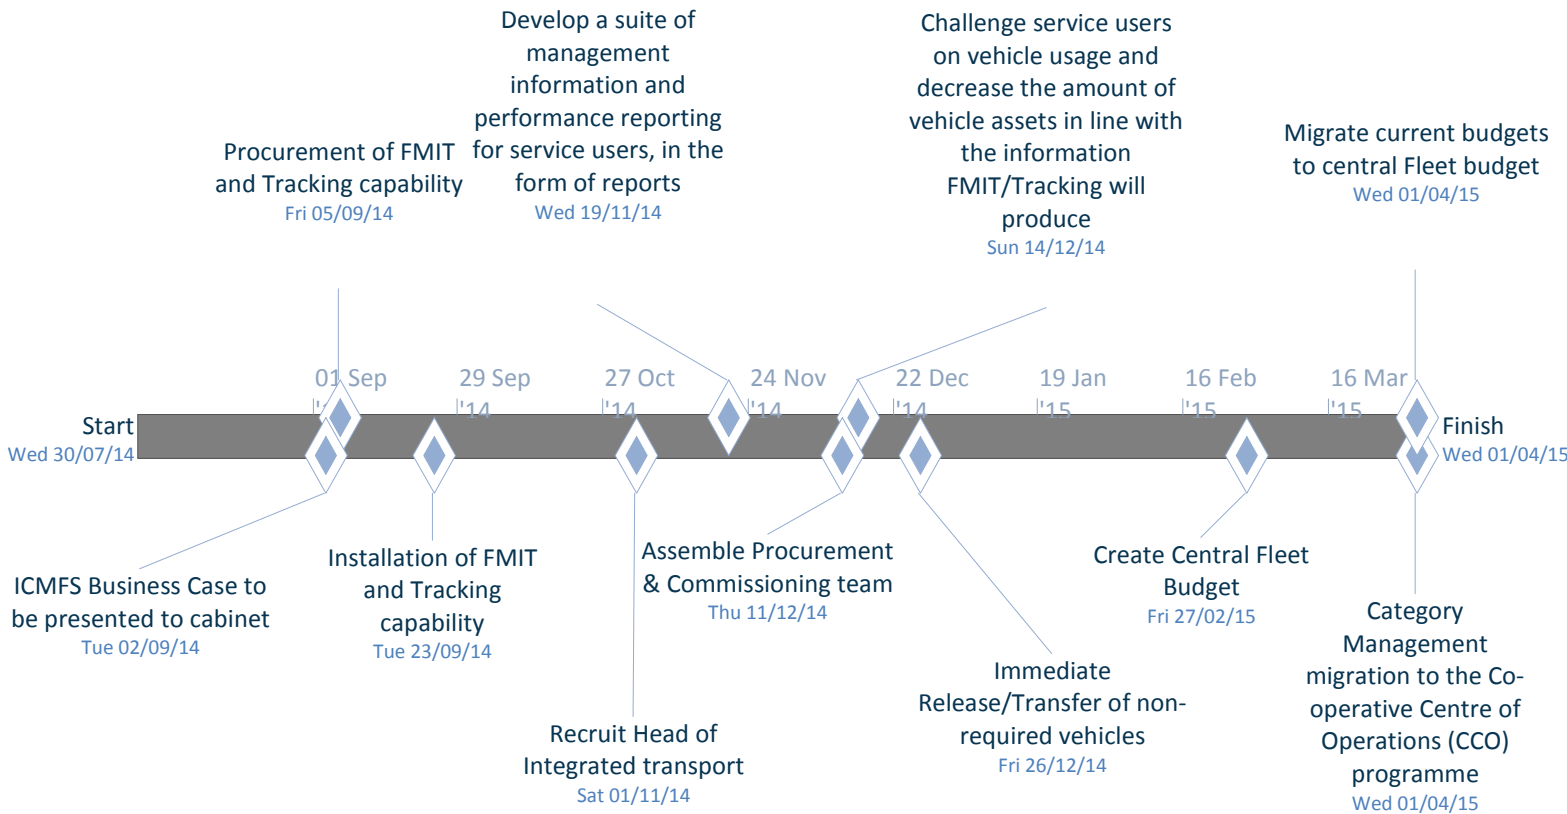 Develop a suite of
management
information and
performance reporting
for service users, in the
form of reports
Wed 19/11/14
Challenge service users
on vehicle usage and
decrease the amount of
vehicle assets in line with
the information
FMIT/Tracking will
produce
Sun 14/12/14
Procurement of FMIT
and Tracking capability
Fri 05/09/14
Migrate current budgets
to central Fleet budget
Wed 01/04/15
01 Sep
29 Sep
'14
27 Oct
'14
24 Nov
'14
22 Dec
'14
19 Jan
'15
16 Feb
'15
16 Mar
'15
Start
Wed 30/07/14
Finish
Wed 01/04/15
ICMFS Business Case to
be presented to cabinet
Tue 02/09/14
Installation of FMIT
and Tracking
capability
Tue 23/09/14
Recruit Head of
Integrated transport
Sat 01/11/14
Assemble Procurement
& Commissioning team
Thu 11/12/14
Immediate
Release/Transfer of non-
required vehicles
Fri 26/12/14
Create Central Fleet
Budget
Fri 27/02/15
Category
Management
migration to the Co-
operative Centre of
Operations (CCO)
programme
Wed 01/04/15